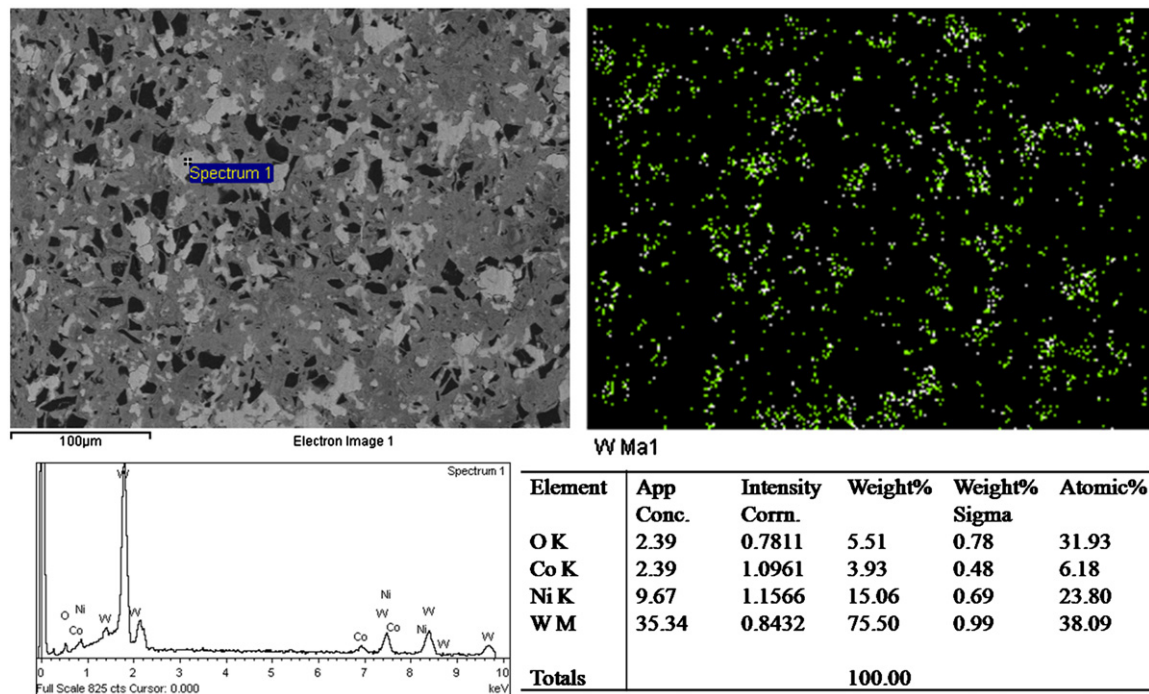 Spectrum 1
100µm
Electron Image 1
W Ma1
Spectrum 1
W
O
Ni
Co
W
W
Co
Ni
W
Co
W
Ni
W
W
0 1 2 3 4 5 6 7 8 9 10
Full Scale 825 cts Cursor: 0.000
keV
Element App Intensity Weight% Weight% Atomic%
Conc. Corrn. Sigma
O K 2.39 0.7811 5.51 0.78 31.93
Co K 2.39 1.0961 3.93 0.48 6.18
Ni K 9.67 1.1566 15.06 0.69 23.80
W M 35.34 0.8432 75.50 0.99 38.09
Totals 100.00